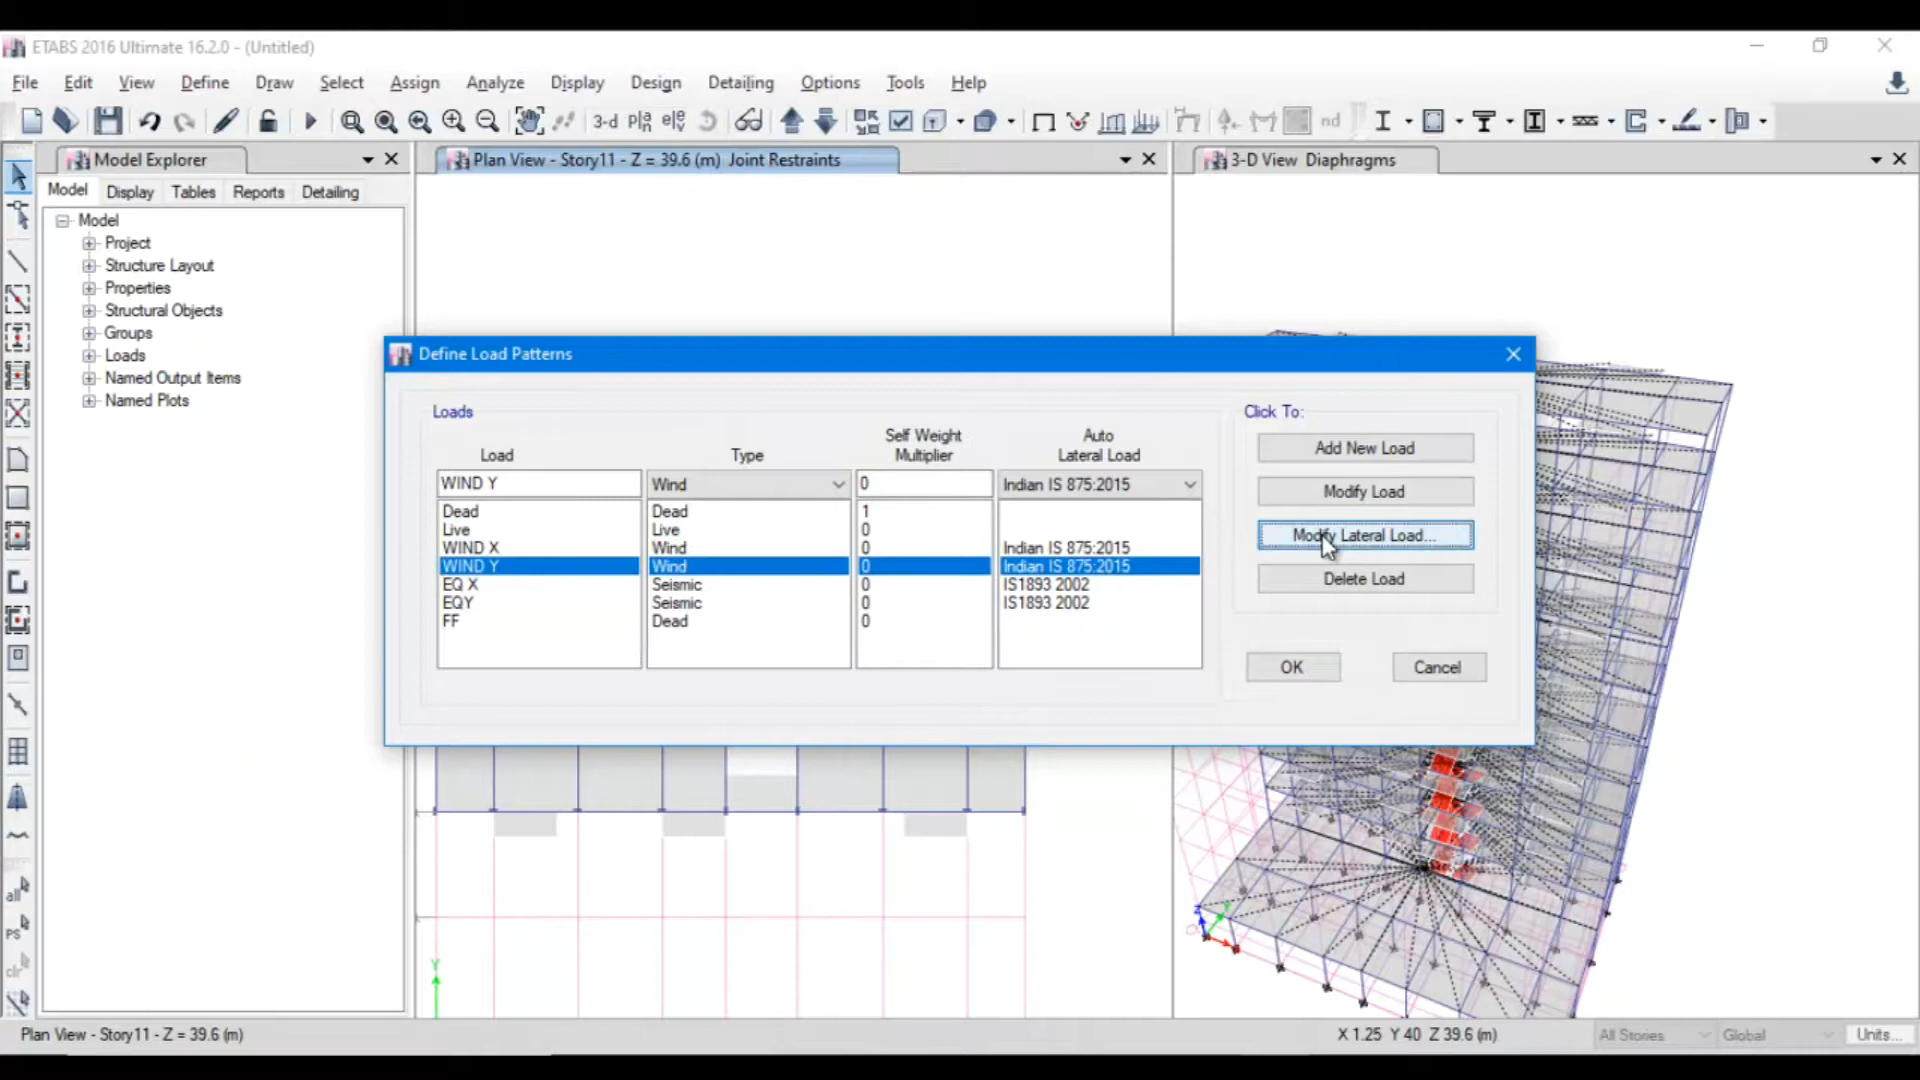 ETABS 2016 Ultimate 16.2.0 - (Untitled)
File Edit View Define Draw Select Assign Analyze Display Design Detailing Options Tools Help
3-d nd
Model Explorer
Plan View - Story11 - Z = 39.6 (m) Joint Restraints
3-D View Diaphragms
Model Display Tables Reports Detailing
Model
Project
Structure Layout
Properties
Structural Objects
Groups
Loads
Named Output Items
Named Plots
Define Load Patterns
Loads
Click To:
Load Type Self Weight Multiplier Auto Lateral Load
WIND Y Wind 0 Indian IS 875:2015
Dead Dead 1
Live Live 0
WIND X Wind 0 Indian IS 875:2015
WIND Y Wind 0 Indian IS 875:2015
EQ X Seismic 0 IS1893 2002
EQY Seismic 0 IS1893 2002
FF Dead 0
Add New Load
Modify Load
Modify Lateral Load...
Delete Load
OK Cancel
all
PS
clr
Y
Z
Y
Plan View - Story11 - Z = 39.6 (m)
X 1.25 Y 40 Z 39.6 (m)
All Stories
Global
Units...